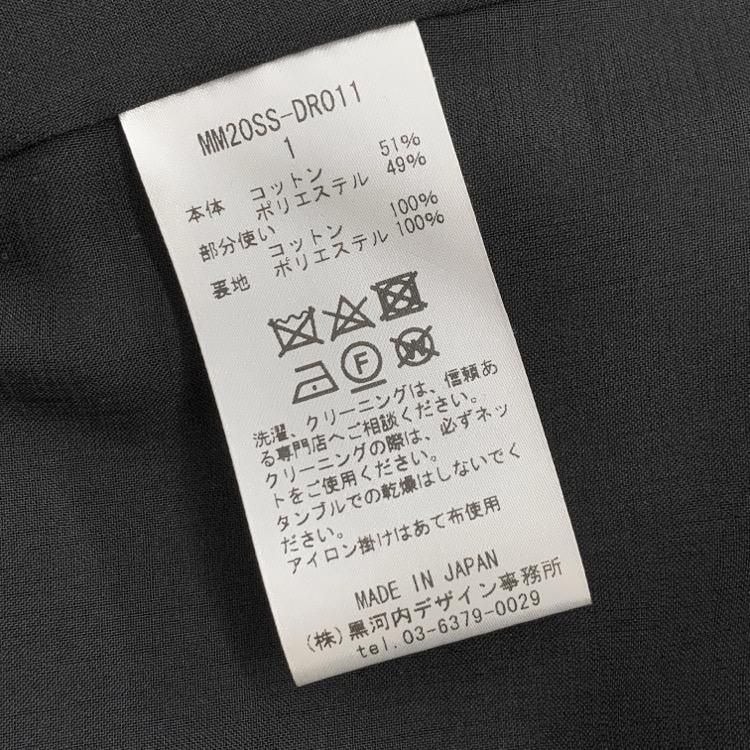 MM20SS-DR011
1
本体 コットン 51%
ポリエステル 49%
部分使い
コットン 100%
裏地 ポリエステル 100%
F
W
洗濯、クリーニングは、信頼あ
る専門店へご相談ください。
クリーニングの際は、必ずネッ
トをご使用ください。
タンブルでの乾燥はしないでく
ださい。
アイロン掛けはあて布使用
MADE IN JAPAN
(株)黒河内デザイン事務所
tel.03-6379-0029